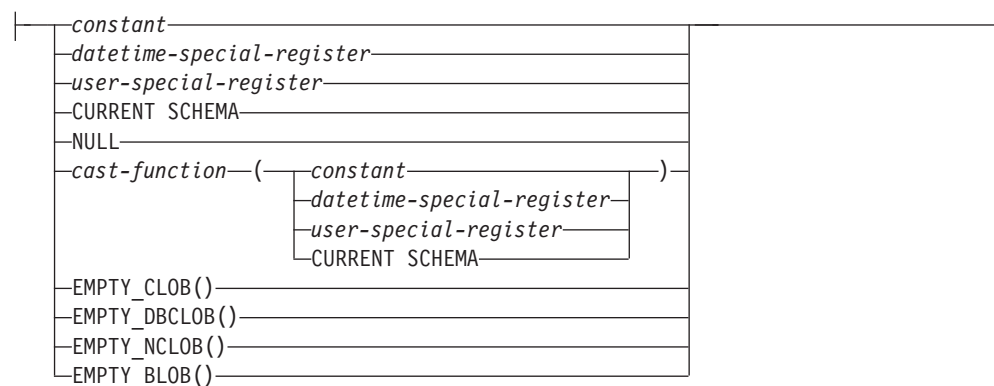 constant
datetime-special-register
user-special-register
CURRENT SCHEMA
NULL
cast-function ( constant )
datetime-special-register
user-special-register
CURRENT SCHEMA
EMPTY_CLOB()
EMPTY_DBCLOB()
EMPTY_NCLOB()
EMPTY_BLOB()